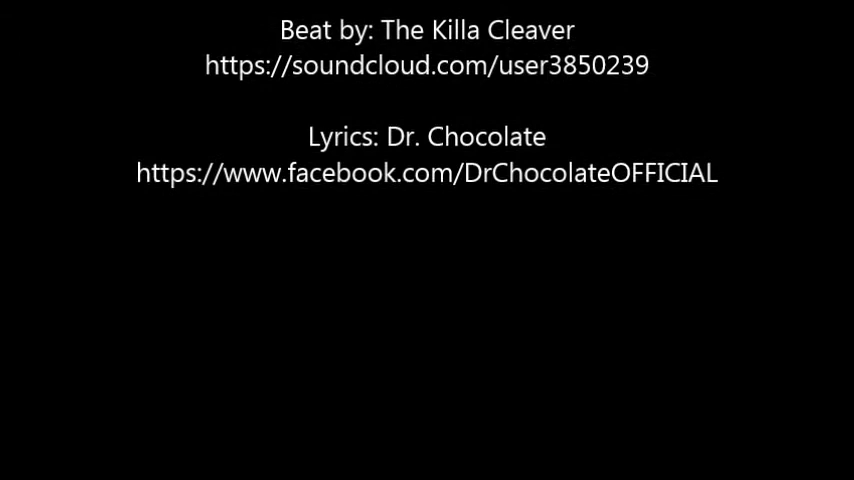 Beat by: The Killa Cleaver
https://soundcloud.com/user3850239
Lyrics: Dr. Chocolate
https://www.facebook.com/DrChocolateOFFICIAL